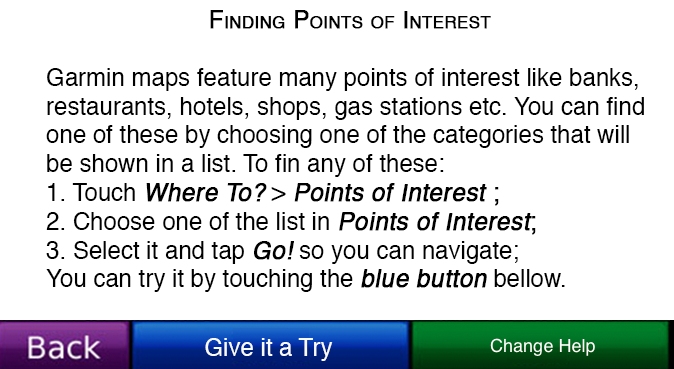 Finding Points of Interest
Garmin maps feature many points of interest like banks,
restaurants, hotels, shops, gas stations etc. You can find
one of these by choosing one of the categories that will
be shown in a list. To fin any of these:
1. Touch Where To? > Points of Interest ;
2. Choose one of the list in Points of Interest;
3. Select it and tap Go! so you can navigate;
You can try it by touching the blue button bellow.
Back
Give it a Try
Change Help